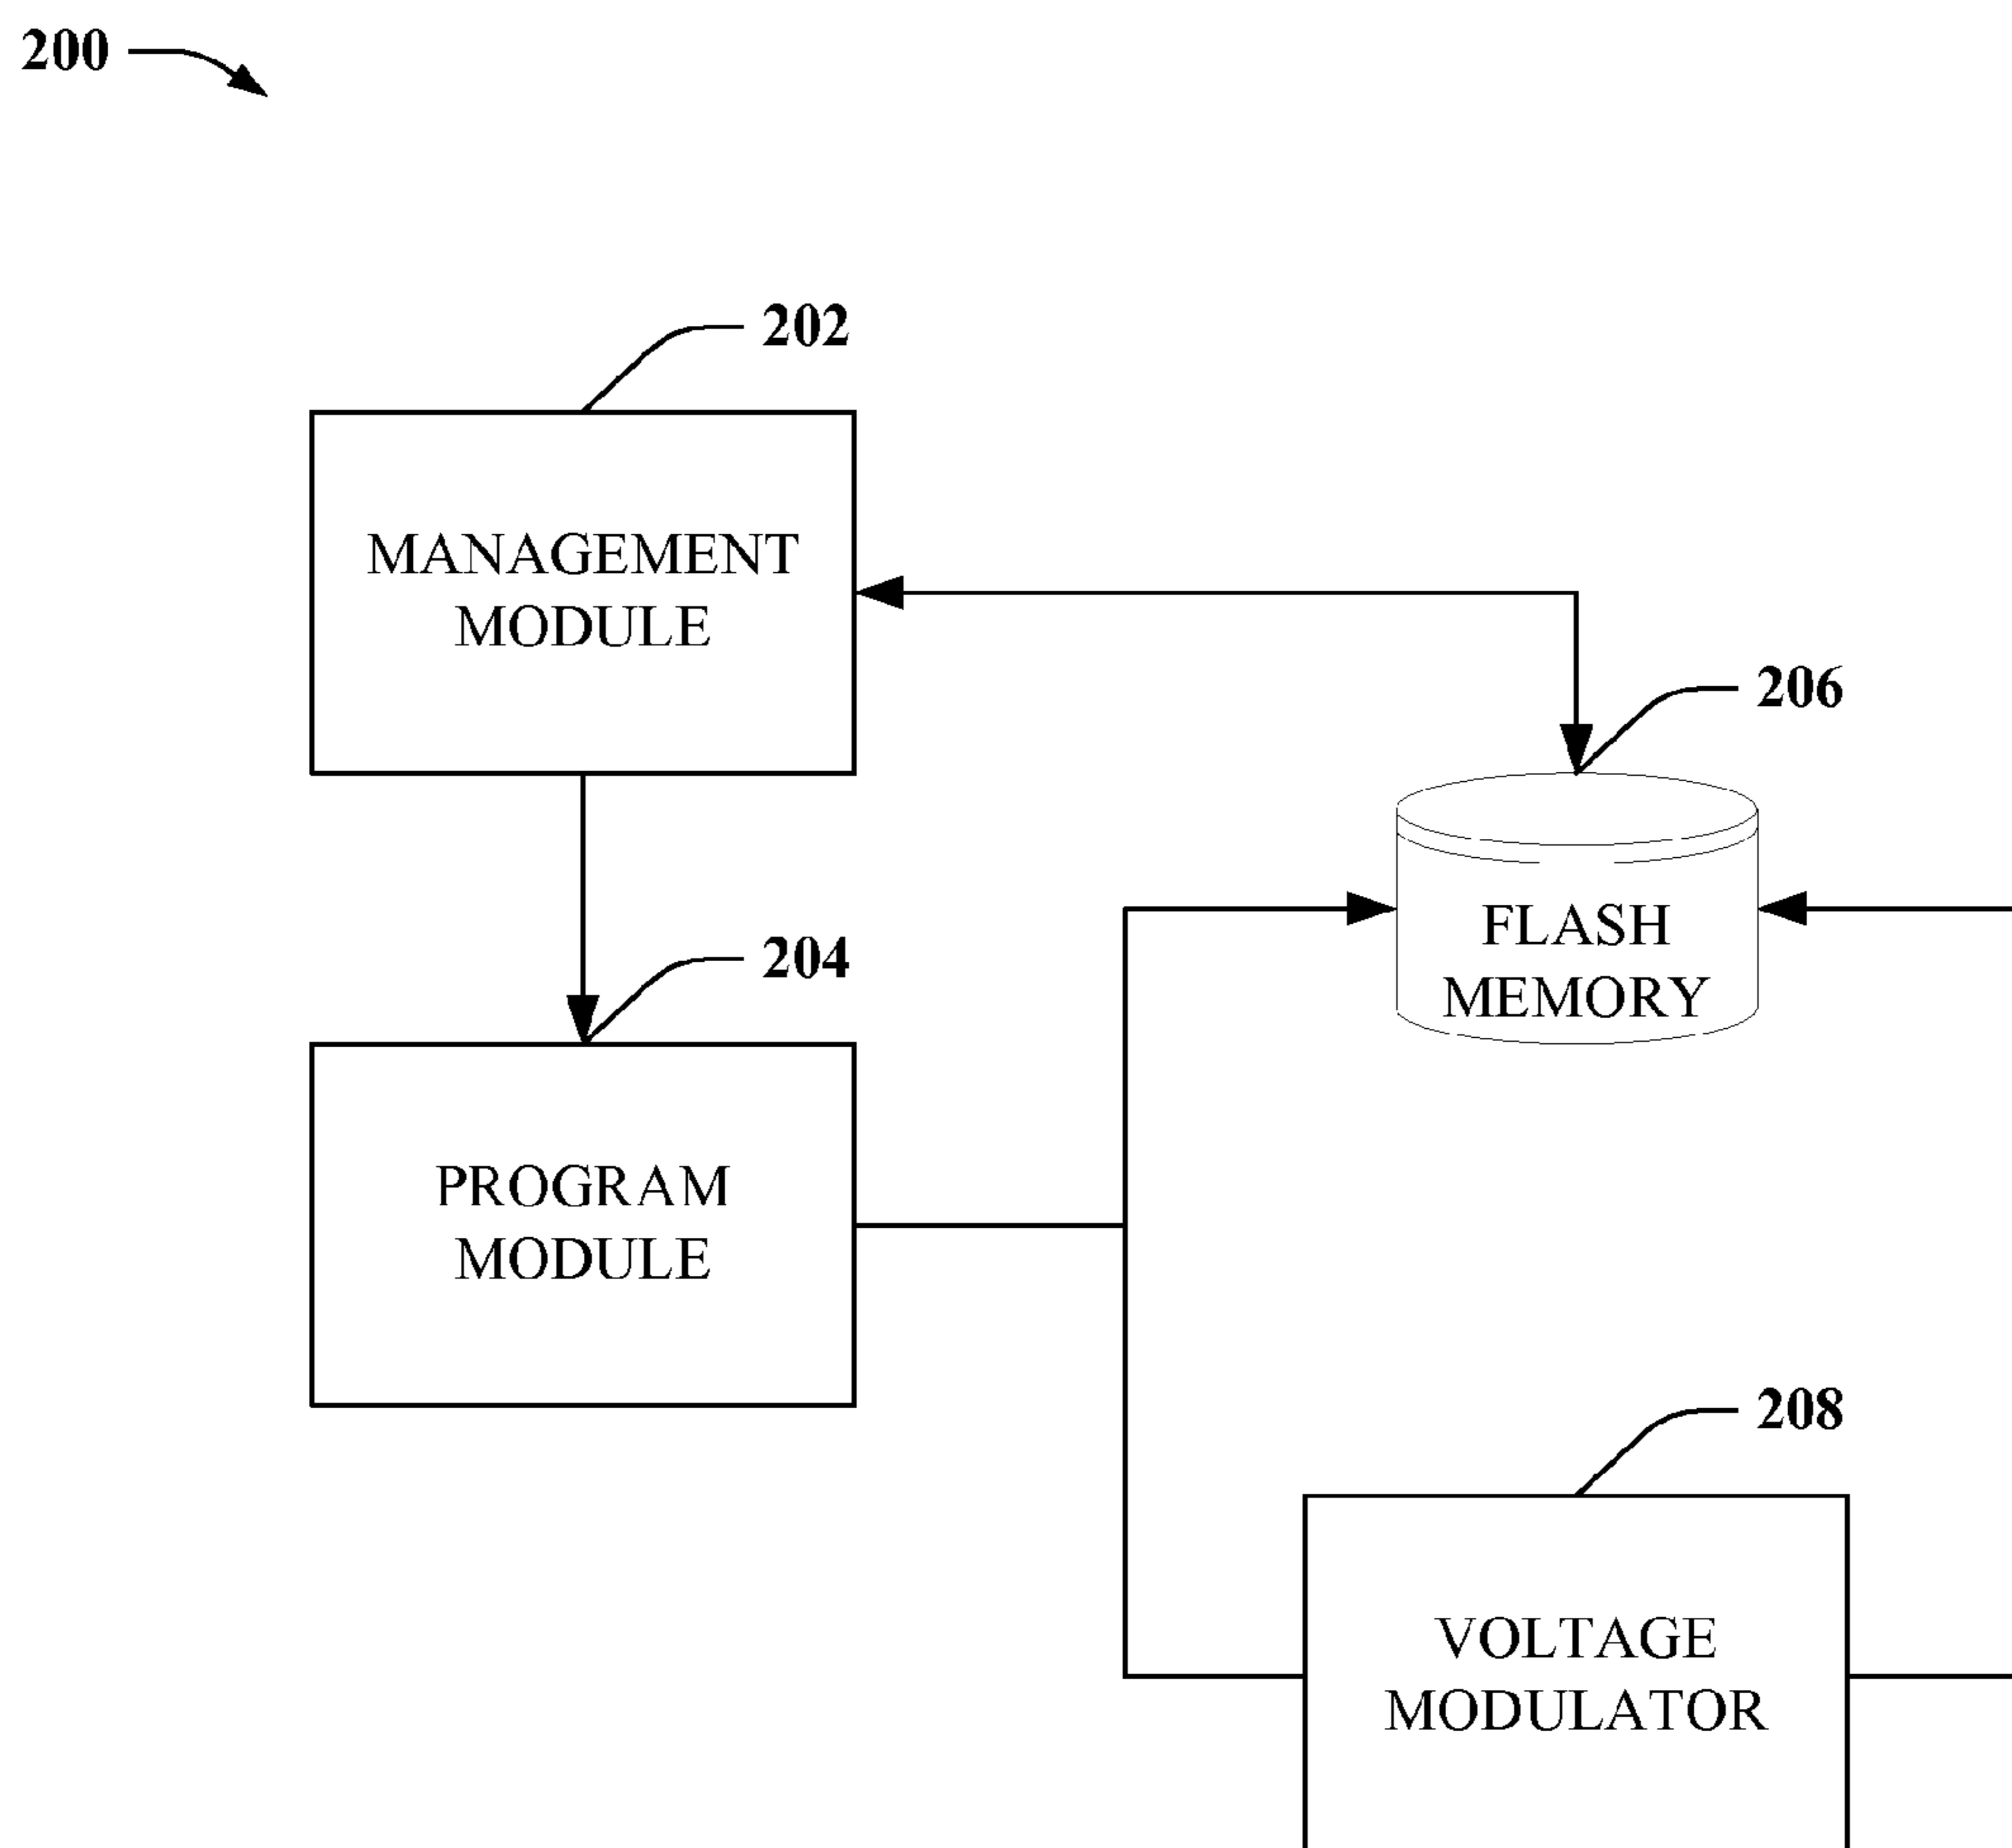 200
202
MANAGEMENT
MODULE
206
FLASH
MEMORY
204
PROGRAM
MODULE
208
VOLTAGE
MODULATOR